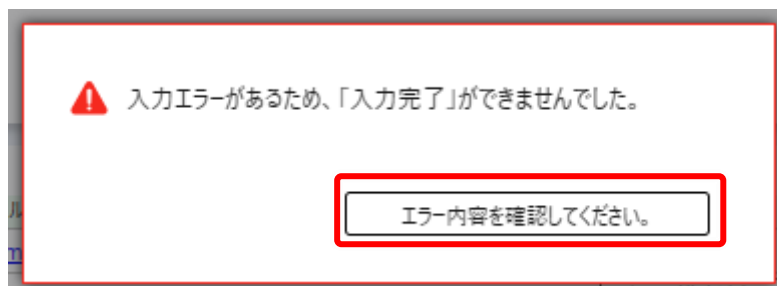 入力エラーがあるため、「入力完了」ができませんでした。
エラー内容を確認してください。
ル
m